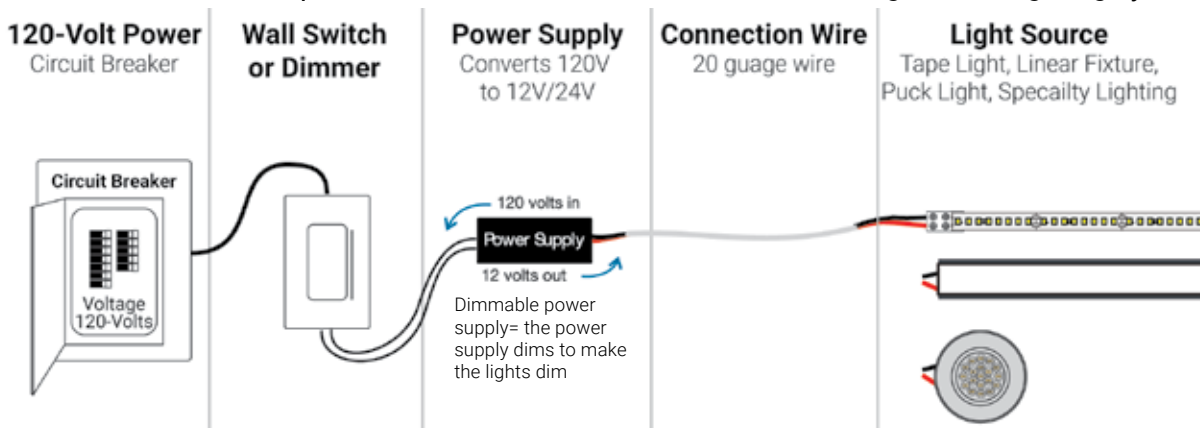 120-Volt Power
Circuit Breaker
Wall Switch
or Dimmer
Power Supply
Converts 120V
to 12V/24V
Connection Wire
20 guage wire
Light Source
Tape Light, Linear Fixture,
Puck Light, Specailty Lighting
Circuit Breaker
Voltage
120-Volts
120 volts in
Power Supply
12 volts out
Dimmable power
supply= the power
supply dims to make
the lights dim